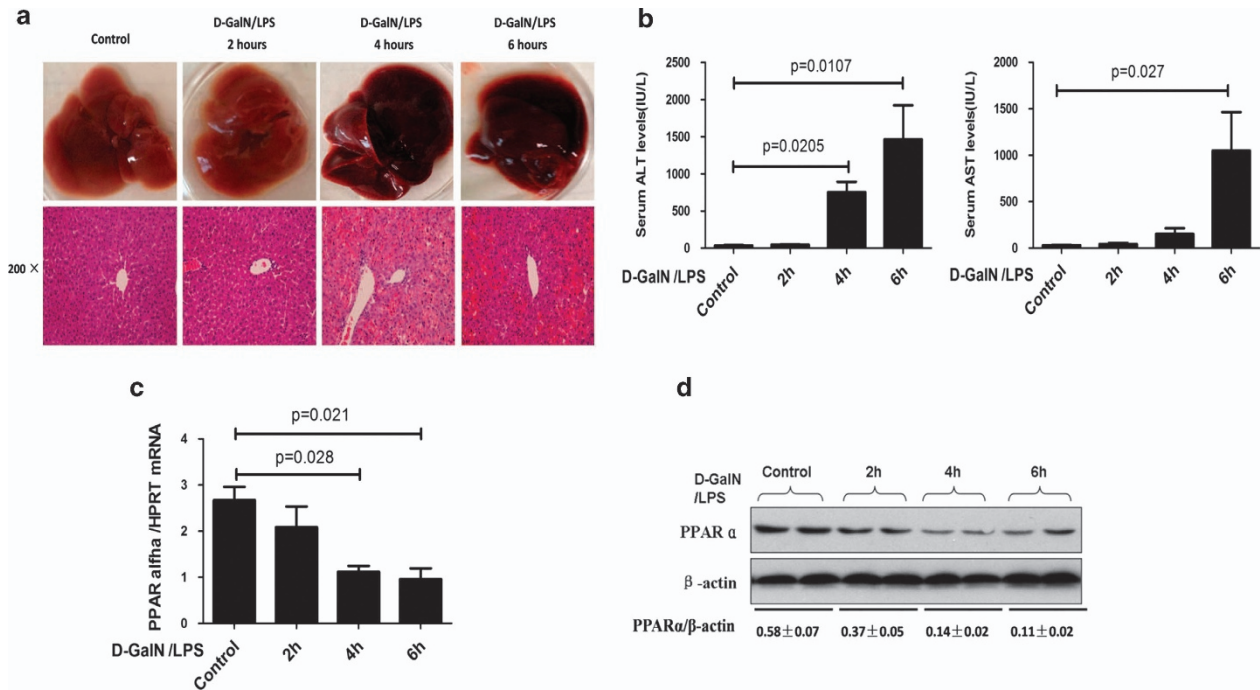 a
Control
D-GalN/LPS
2 hours
D-GalN/LPS
4 hours
D-GalN/LPS
6 hours
200 ×
b
Serum ALT levels(IU/L)
2500
2000
1500
1000
500
0
p=0.0107
p=0.0205
D-GalN /LPS
Control
2h
4h
6h
Serum AST levels(IU/L)
2000
1500
1000
500
0
p=0.027
D-GalN /LPS
Control
2h
4h
6h
c
PPAR alfha /HPRT mRNA
4
3
2
1
0
p=0.021
p=0.028
D-GalN /LPS
Control
2h
4h
6h
d
D-GalN
/LPS
Control 2h 4h 6h
PPAR α
β -actin
PPARα/β-actin 0.58±0.07 0.37±0.05 0.14±0.02 0.11±0.02